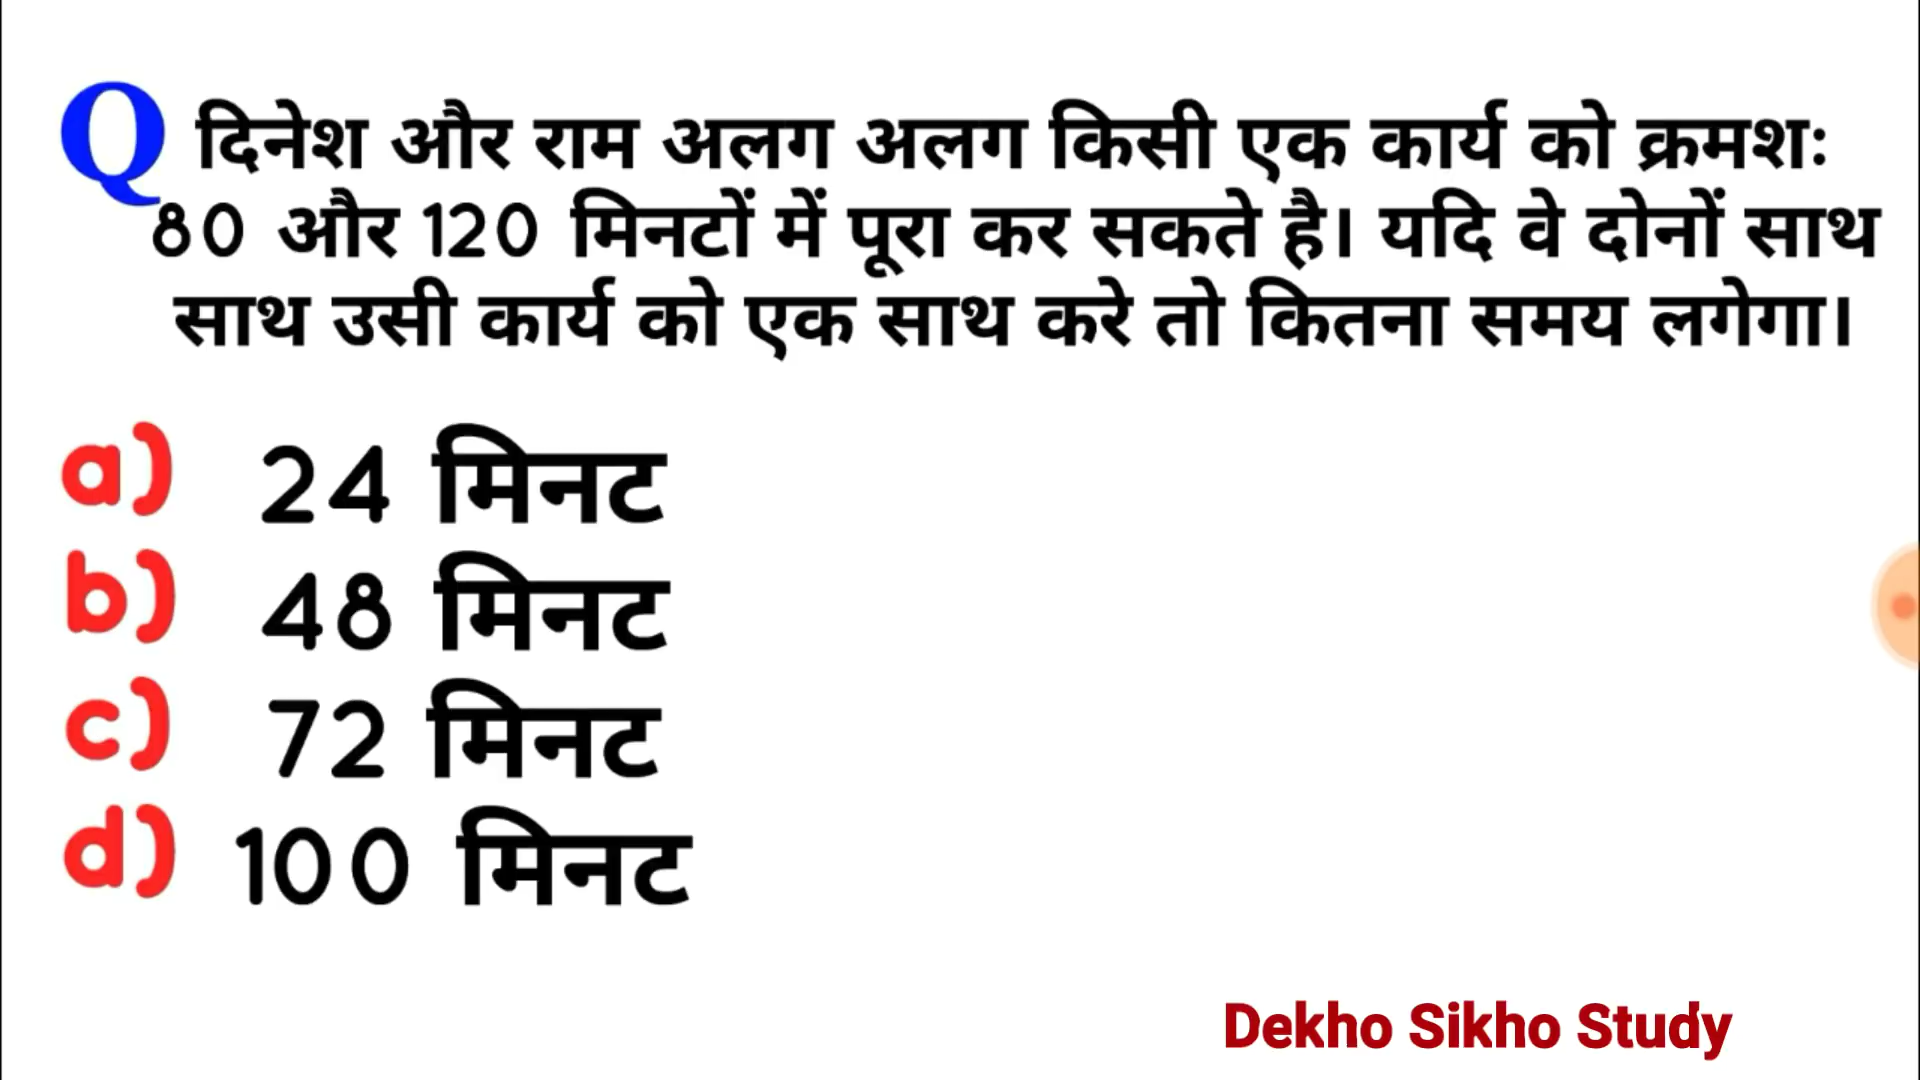 Q दिनेश और राम अलग अलग किसी एक कार्य को क्रमशः
80 और 120 मिनटों में पूरा कर सकते है। यदि वे दोनों साथ
साथ उसी कार्य को एक साथ करे तो कितना समय लगेगा।
a) 24 मिनट
b) 48 मिनट
c) 72 मिनट
d) 100 मिनट
Dekho Sikho Study